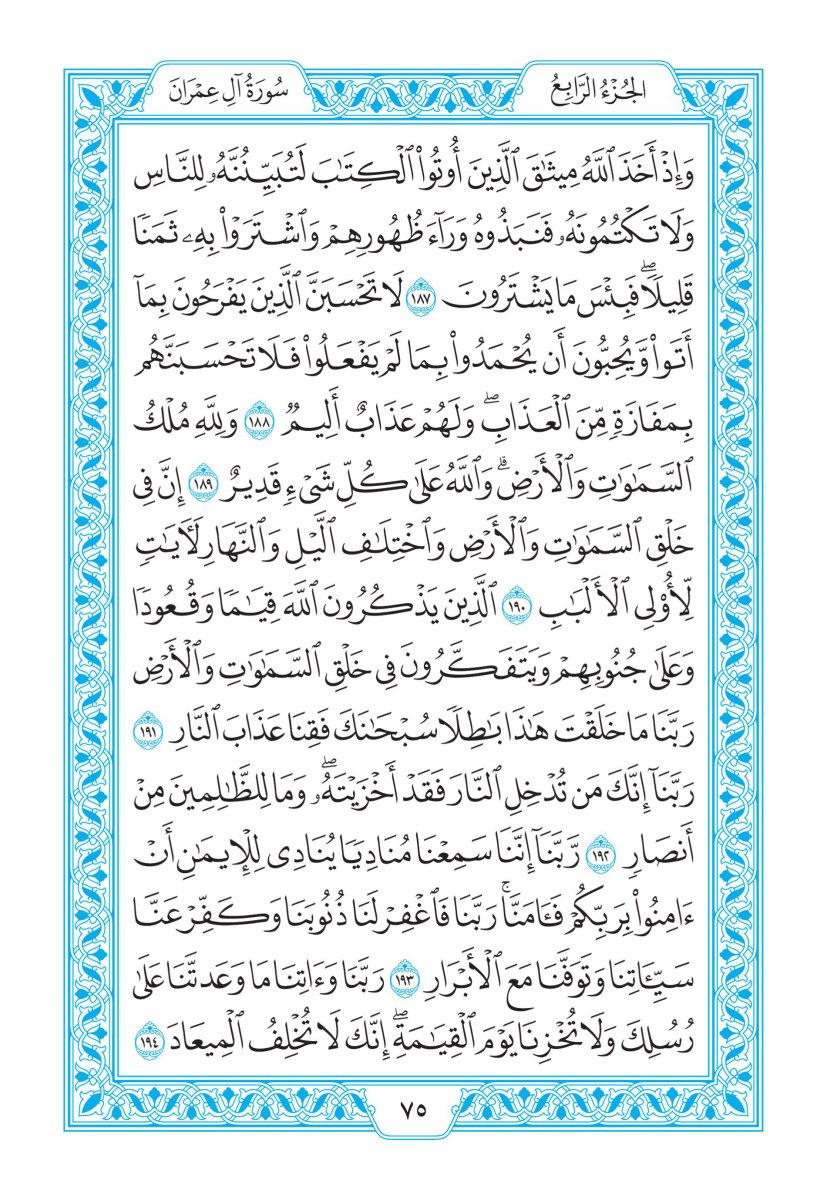 الجُزْءُ الرَّابِعُ
سُورَةُ آلِ عِمْرَانَ
وَإِذْ أَخَذَ ٱللَّهُ مِيثَٰقَ ٱلَّذِينَ أُوتُوا۟ ٱلْكِتَٰبَ لَتُبَيِّنُنَّهُۥ لِلنَّاسِ
وَلَا تَكْتُمُونَهُۥ فَنَبَذُوهُ وَرَآءَ ظُهُورِهِمْ وَٱشْتَرَوْا۟ بِهِۦ ثَمَنًا
قَلِيلًا ۖ فَبِئْسَ مَا يَشْتَرُونَ ١٨٧ لَا تَحْسَبَنَّ ٱلَّذِينَ يَفْرَحُونَ بِمَآ
أَتَوا۟ وَّيُحِبُّونَ أَن يُحْمَدُوا۟ بِمَا لَمْ يَفْعَلُوا۟ فَلَا تَحْسَبَنَّهُم
بِمَفَازَةٍ مِّنَ ٱلْعَذَابِ ۖ وَلَهُمْ عَذَابٌ أَلِيمٌ ١٨٨ وَلِلَّهِ مُلْكُ
ٱلسَّمَٰوَٰتِ وَٱلْأَرْضِ ۗ وَٱللَّهُ عَلَىٰ كُلِّ شَىْءٍ قَدِيرٌ ١٨٩ إِنَّ فِى
خَلْقِ ٱلسَّمَٰوَٰتِ وَٱلْأَرْضِ وَٱخْتِلَٰفِ ٱلَّيْلِ وَٱلنَّهَارِ لَـَٔايَٰتٍ
لِّأُو۟لِى ٱلْأَلْبَٰبِ ١٩٠ ٱلَّذِينَ يَذْكُرُونَ ٱللَّهَ قِيَٰمًا وَقُعُودًا
وَعَلَىٰ جُنُوبِهِمْ وَيَتَفَكَّرُونَ فِى خَلْقِ ٱلسَّمَٰوَٰتِ وَٱلْأَرْضِ
رَبَّنَا مَا خَلَقْتَ هَٰذَا بَٰطِلًا سُبْحَٰنَكَ فَقِنَا عَذَابَ ٱلنَّارِ ١٩١
رَبَّنَآ إِنَّكَ مَن تُدْخِلِ ٱلنَّارَ فَقَدْ أَخْزَيْتَهُۥ ۖ وَمَا لِلظَّٰلِمِينَ مِنْ
أَنصَارٍ ١٩٢ رَّبَّنَآ إِنَّنَا سَمِعْنَا مُنَادِيًا يُنَادِى لِلْإِيمَٰنِ أَنْ
ءَامِنُوا۟ بِرَبِّكُمْ فَـَٔامَنَّا ۚ رَبَّنَا فَٱغْفِرْ لَنَا ذُنُوبَنَا وَكَفِّرْ عَنَّا
سَيِّـَٔاتِنَا وَتَوَفَّنَا مَعَ ٱلْأَبْرَارِ ١٩٣ رَبَّنَا وَءَاتِنَا مَا وَعَدتَّنَا عَلَىٰ
رُسُلِكَ وَلَا تُخْزِنَا يَوْمَ ٱلْقِيَٰمَةِ ۗ إِنَّكَ لَا تُخْلِفُ ٱلْمِيعَادَ ١٩٤
٧٥